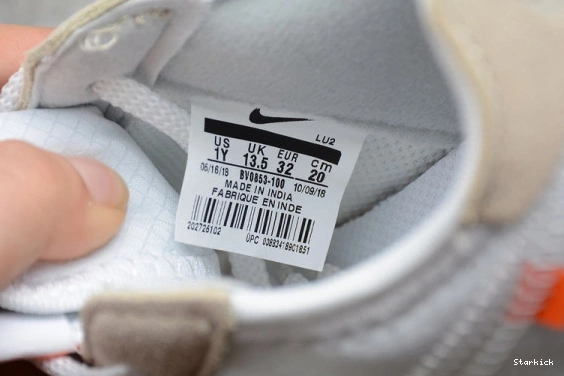 LU2
US UK EUR cm
1Y 13.5 32 20
05/16/18 BV0853-100 10/09/18
MADE IN INDIA
FABRIQUE EN INDE
202726102
UPC
Starkick